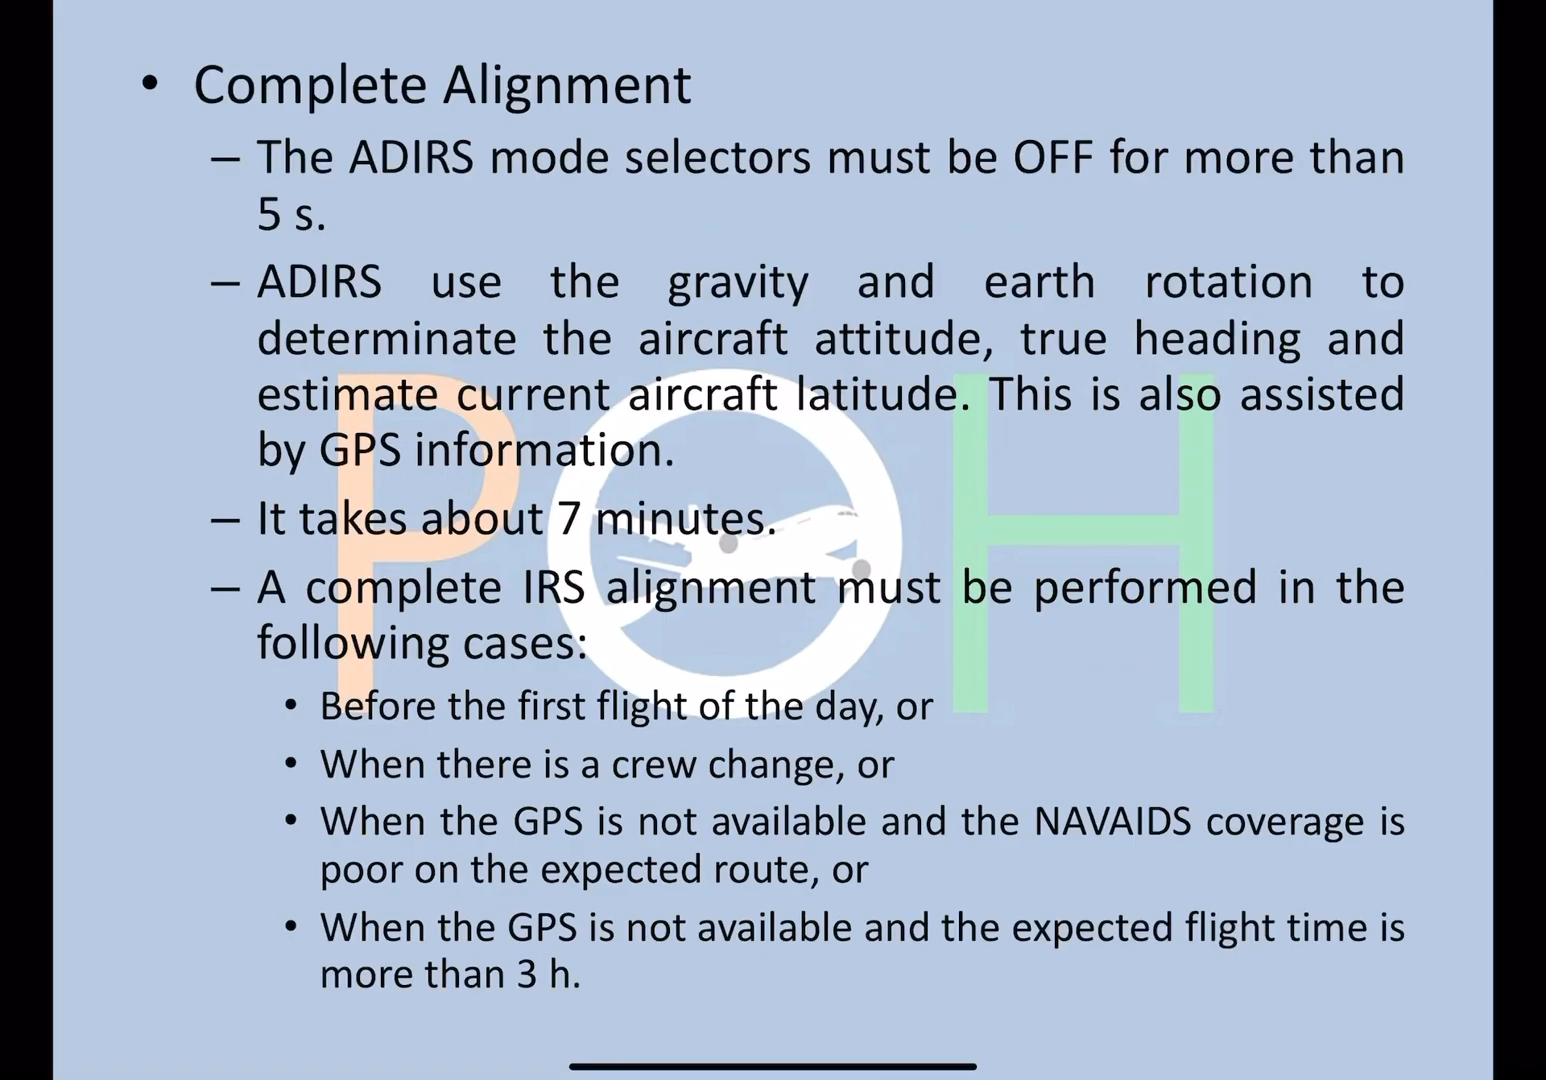 • Complete Alignment
– The ADIRS mode selectors must be OFF for more than
5 s.
– ADIRS use the gravity and earth rotation to
determinate the aircraft attitude, true heading and
estimate current aircraft latitude. This is also assisted
by GPS information.
– It takes about 7 minutes.
– A complete IRS alignment must be performed in the
following cases:
• Before the first flight of the day, or
• When there is a crew change, or
• When the GPS is not available and the NAVAIDS coverage is
poor on the expected route, or
• When the GPS is not available and the expected flight time is
more than 3 h.
POH